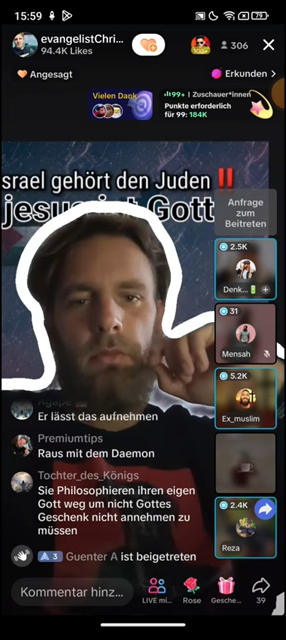 15:59
79
evangelistChri...
94.4K Likes
306
Angesagt
Erkunden
Vielen Dank
99+ | Zuschauer*innen
Punkte erforderlich
für 99: 184K
srael gehört den Juden‼️
jesus ist Gott
Anfrage
zum
Beitreten
2.5K
Denk...
31
Mensah
5.2K
Ex_muslim
Er lässt das aufnehmen
Premiumtips
Raus mit dem Daemon
Tochter_des_Königs
Sie Philosophieren ihren eigen
Gott weg um nicht Gottes
Geschenk nicht annehmen zu
müssen
2.4K
Reza
3 Guenter A ist beigetreten
Kommentar hinz...
LIVE mi...
Rose
Gesche...
39